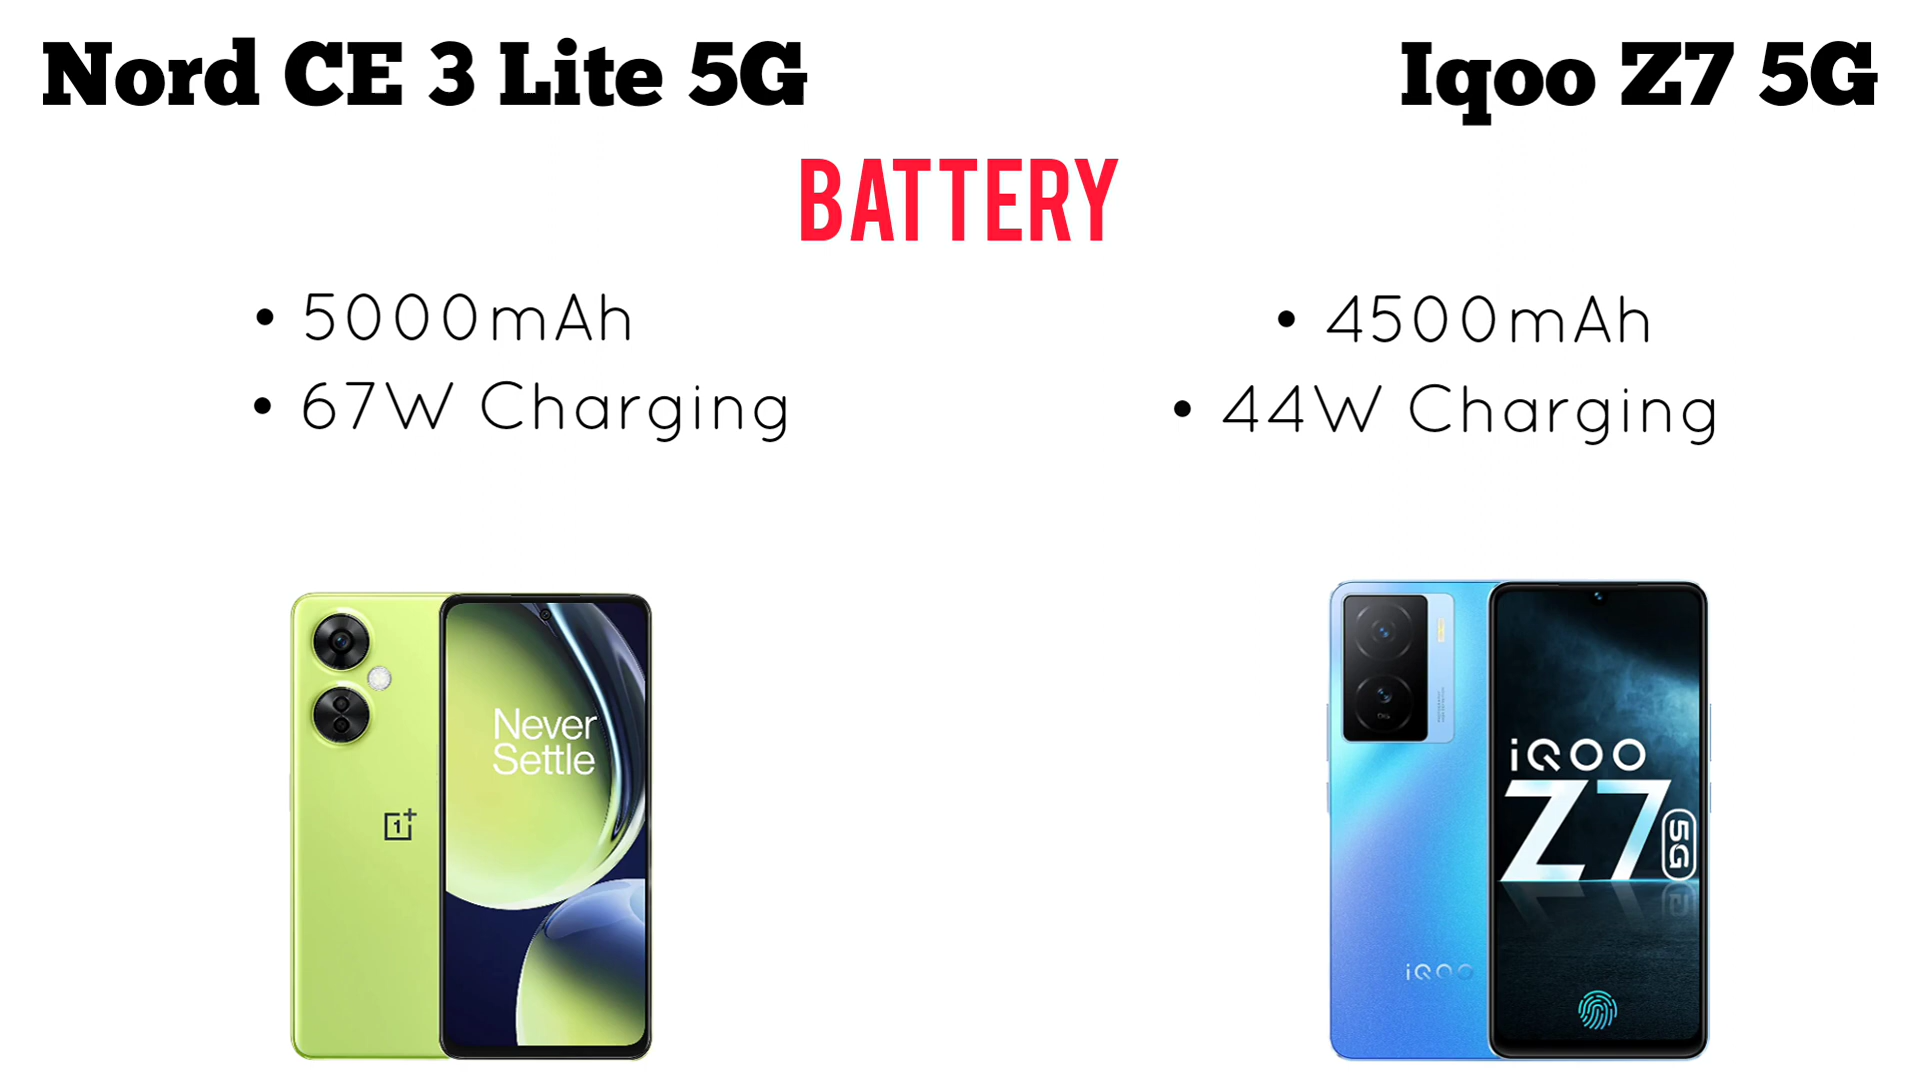 Nord CE 3 Lite 5G
Iqoo Z7 5G
BATTERY
• 5000mAh
• 67W Charging
• 4500mAh
• 44W Charging
Never
Settle
1+
iQOO
Z7
5G
iQOO